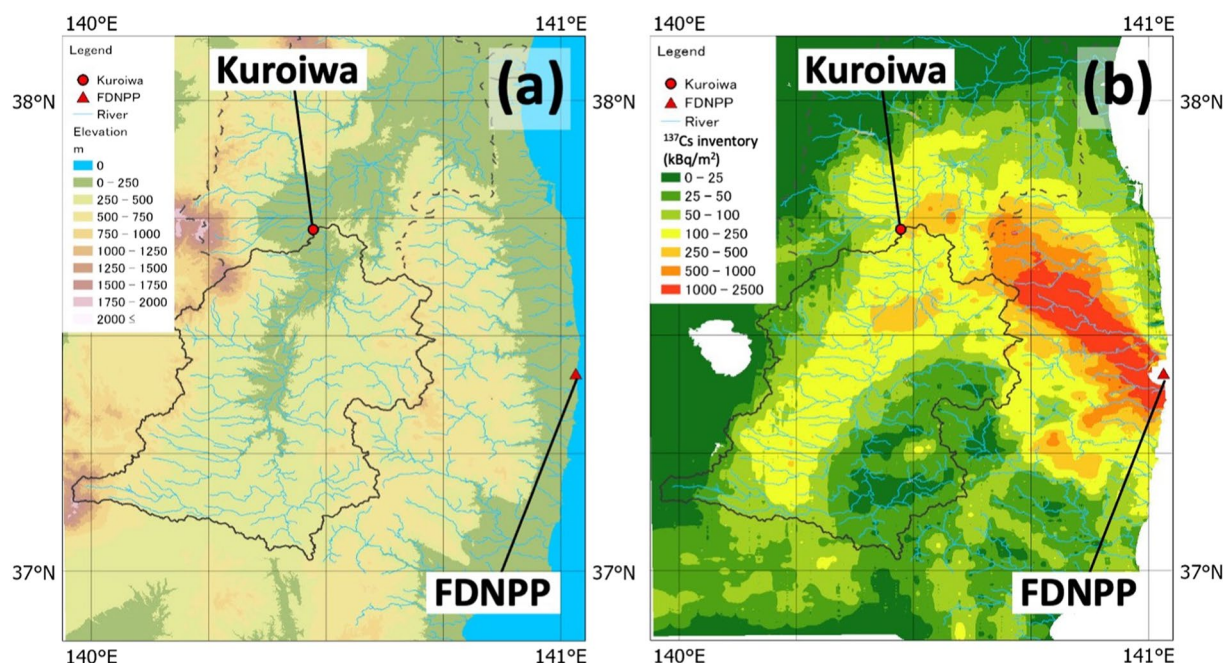 140°E
141°E
Legend
Kuroiwa
FDNPP
River
Elevation
m
0
0 – 250
250 – 500
500 – 750
750 – 1000
1000 – 1250
1250 – 1500
1500 – 1750
1750 – 2000
2000 ≤
Kuroiwa
(a)
38°N
37°N
FDNPP
140°E
141°E
140°E
141°E
Legend
Kuroiwa
FDNPP
River
¹³⁷Cs inventory
(kBq/m²)
0 – 25
25 – 50
50 – 100
100 – 250
250 – 500
500 – 1000
1000 – 2500
Kuroiwa
(b)
38°N
37°N
FDNPP
140°E
141°E